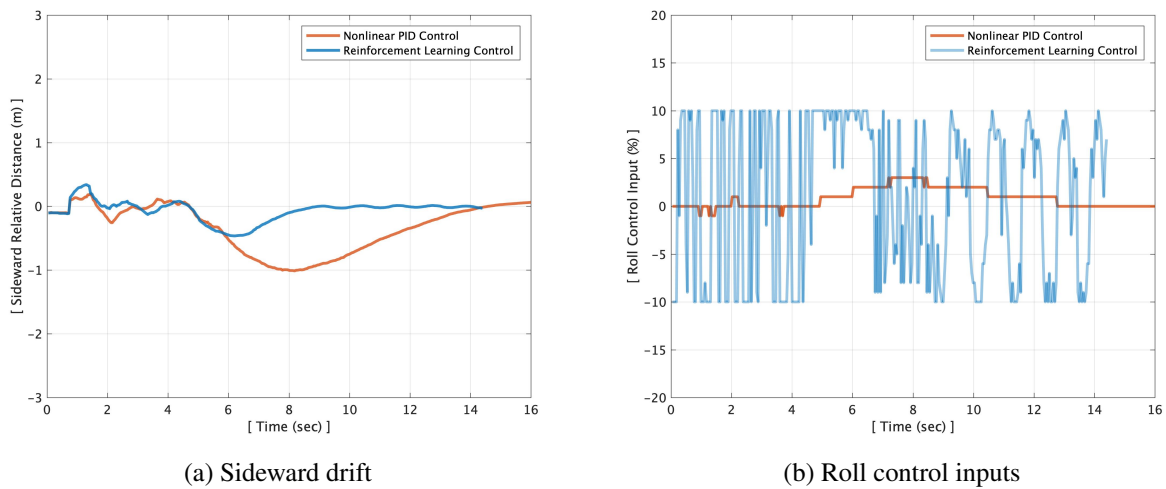 Nonlinear PID Control
Reinforcement Learning Control
[ Sideward Relative Distance (m) ]
3
2
1
0
−1
−2
−3
0 2 4 6 8 10 12 14 16
[ Time (sec) ]
(a) Sideward drift
Nonlinear PID Control
Reinforcement Learning Control
[ Roll Control Input (%) ]
20
15
10
5
0
−5
−10
−15
−20
0 2 4 6 8 10 12 14 16
[ Time (sec) ]
(b) Roll control inputs